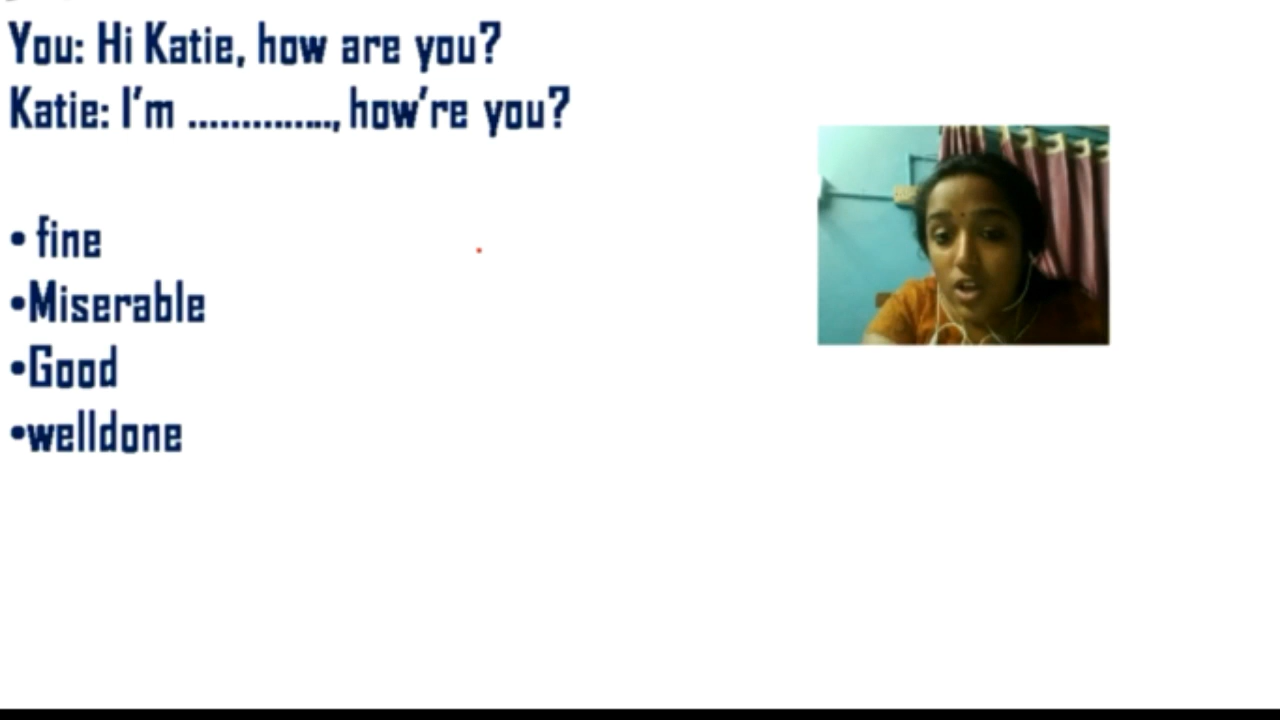 You: Hi Katie, how are you?
Katie: I'm .............., how're you?
• fine
•Miserable
•Good
•welldone